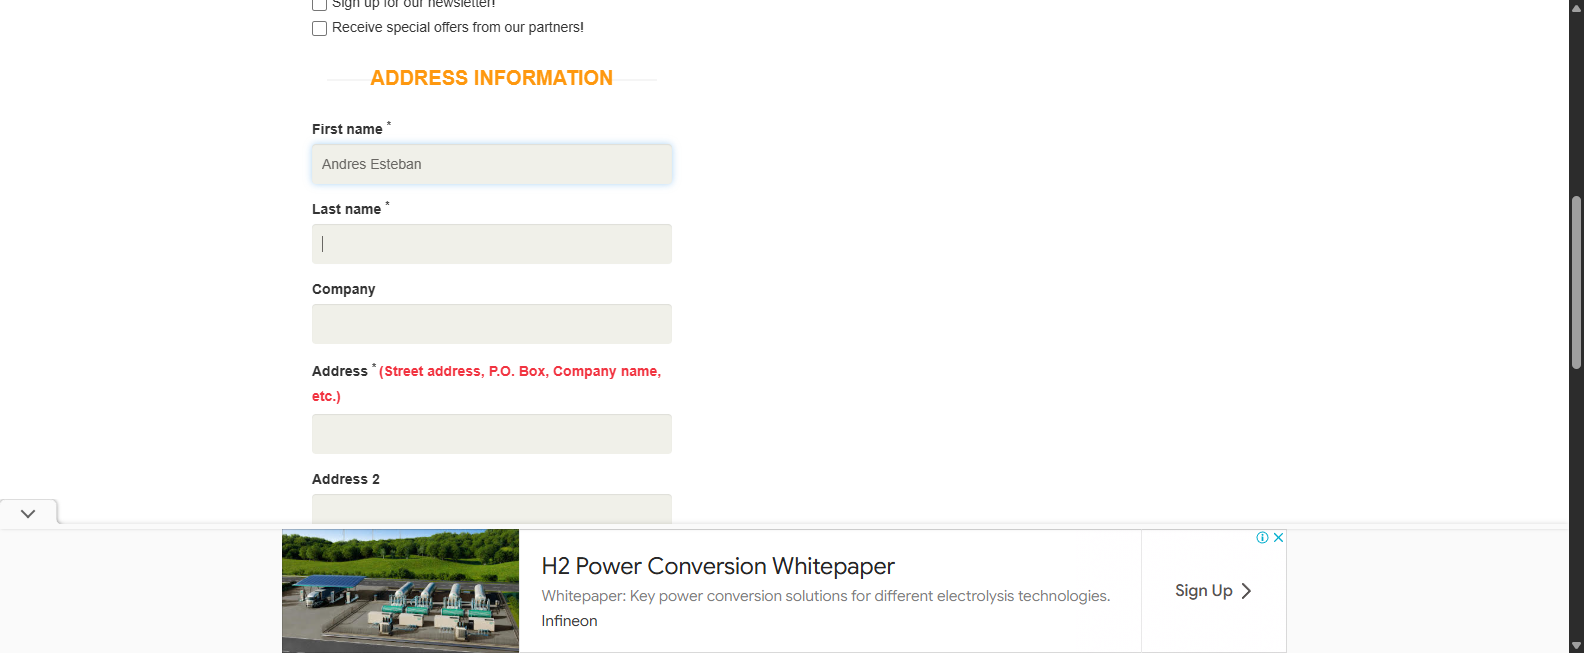 Sign up for our newsletter!
Receive special offers from our partners!
ADDRESS INFORMATION
First name *
Andres Esteban
Last name *
Company
Address * (Street address, P.O. Box, Company name,
etc.)
Address 2
H2 Power Conversion Whitepaper
Whitepaper: Key power conversion solutions for different electrolysis technologies.
Infineon
Sign Up